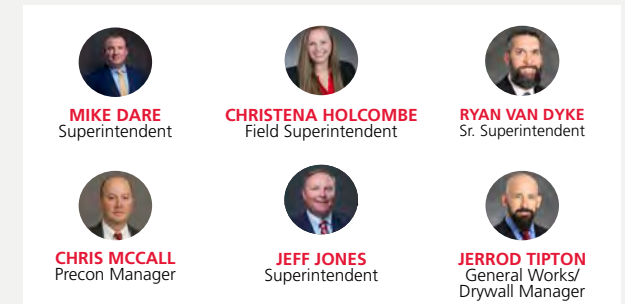 MIKE DARE
Superintendent
CHRISTENA HOLCOMBE
Field Superintendent
RYAN VAN DYKE
Sr. Superintendent
CHRIS MCCALL
Precon Manager
JEFF JONES
Superintendent
JERROD TIPTON
General Works/
Drywall Manager